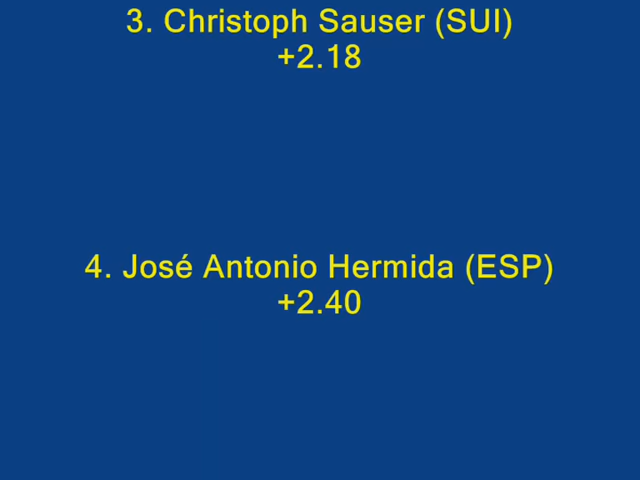 3. Christoph Sauser (SUI)
+2.18
4. José Antonio Hermida (ESP)
+2.40